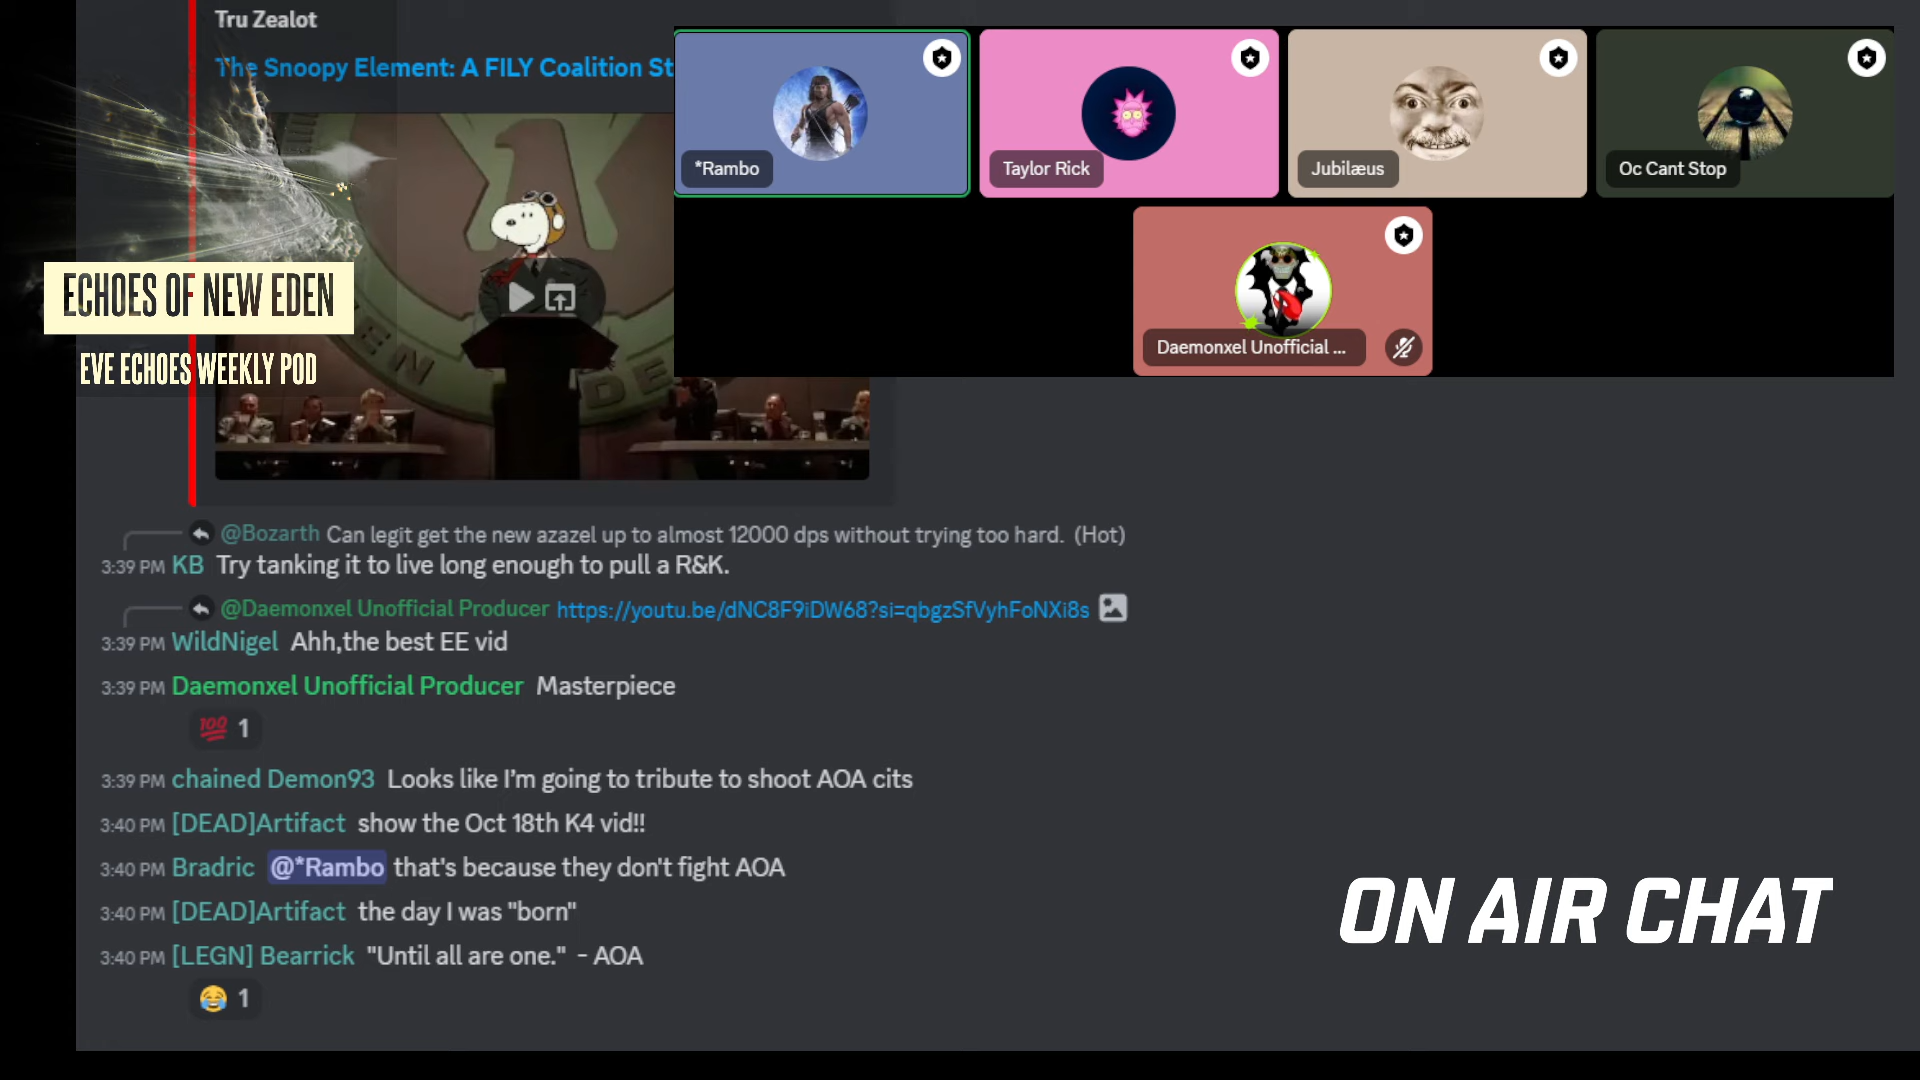 Tru Zealot
The Snoopy Element: A FILY Coalition St
*Rambo
Taylor Rick
Jubilæus
Oc Cant Stop
Daemonxel Unofficial ...
ECHOES OF NEW EDEN
EVE ECHOES WEEKLY POD
@Bozarth Can legit get the new azazel up to almost 12000 dps without trying too hard. (Hot)
3:39 PM KB Try tanking it to live long enough to pull a R&K.
@Daemonxel Unofficial Producer https://youtu.be/dNC8F9iDW68?si=qbgzSfVyhFoNXi8s
3:39 PM WildNigel Ahh,the best EE vid
3:39 PM Daemonxel Unofficial Producer Masterpiece
💯 1
3:39 PM chained Demon93 Looks like I'm going to tribute to shoot AOA cits
3:40 PM [DEAD]Artifact show the Oct 18th K4 vid!!
3:40 PM Bradric @*Rambo that's because they don't fight AOA
3:40 PM [DEAD]Artifact the day I was "born"
3:40 PM [LEGN] Bearrick "Until all are one." - AOA
😂 1
ON AIR CHAT